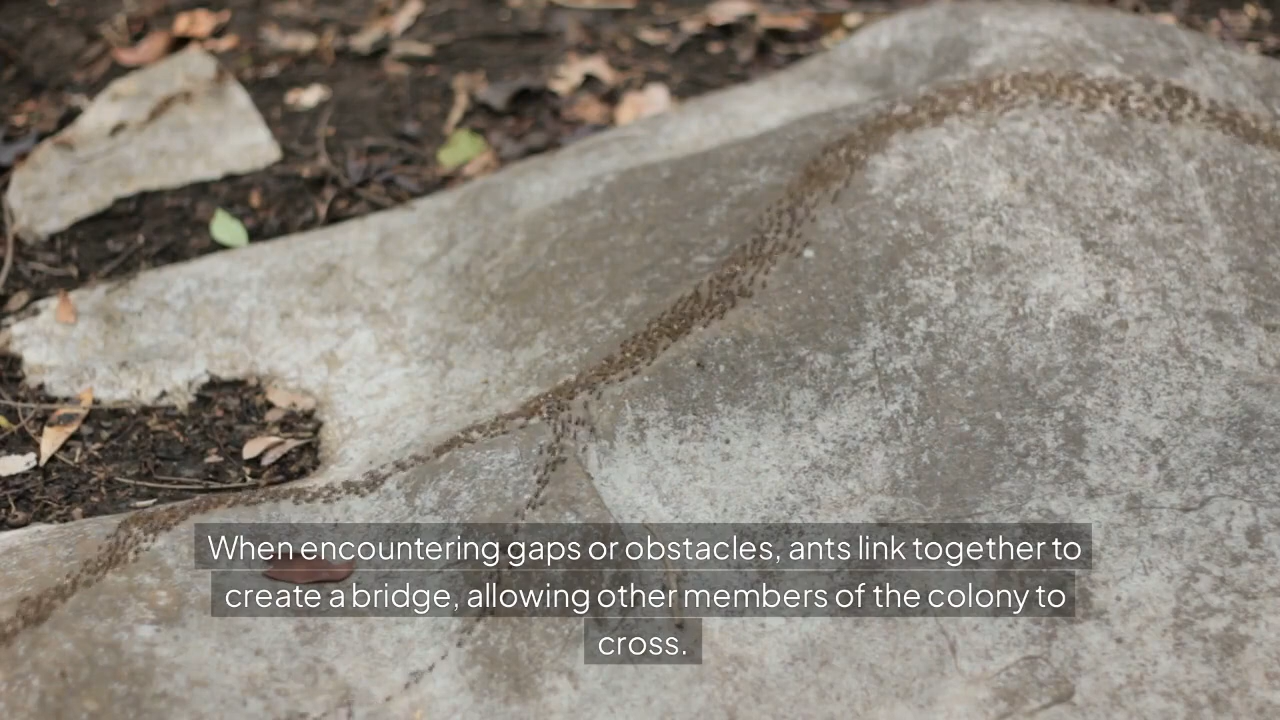 When encountering gaps or obstacles, ants link together to
create a bridge, allowing other members of the colony to
cross.